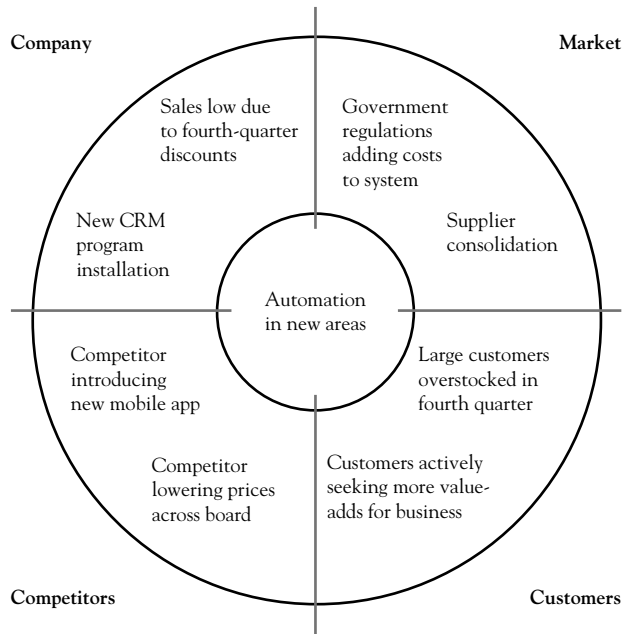 Company
Market
Sales low due
to fourth-quarter
discounts
Government
regulations
adding costs
to system
New CRM
program
installation
Supplier
consolidation
Automation
in new areas
Competitor
introducing
new mobile app
Large customers
overstocked in
fourth quarter
Competitor
lowering prices
across board
Customers actively
seeking more value-
adds for business
Competitors
Customers